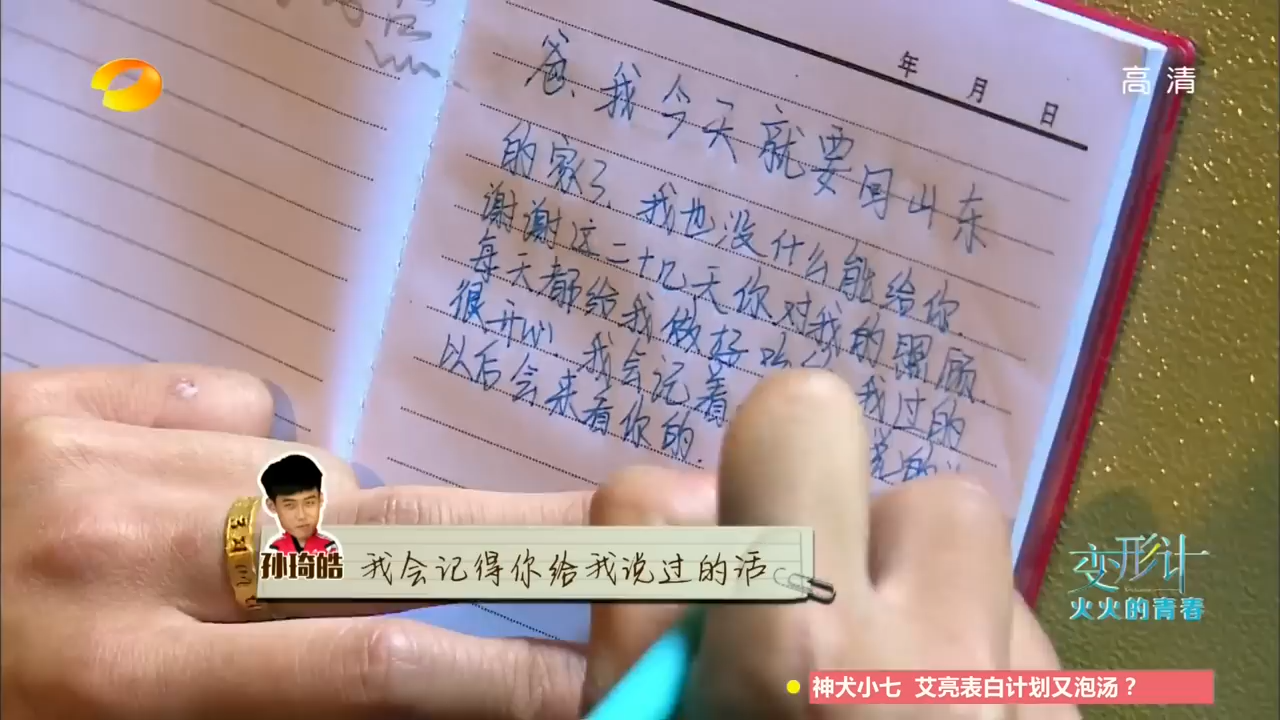 高清
年 月 日
爸、我今天就要回山东
的家了、我也没什么能给你.
谢谢这二十几天你对我的照顾.
每天都给我做好吃的 我过的
很开心. 我会记着
以后会来看你的.
孙琦皓 我会记得你给我说过的话
变形计
火火的青春
神犬小七 艾亮表白计划又泡汤？